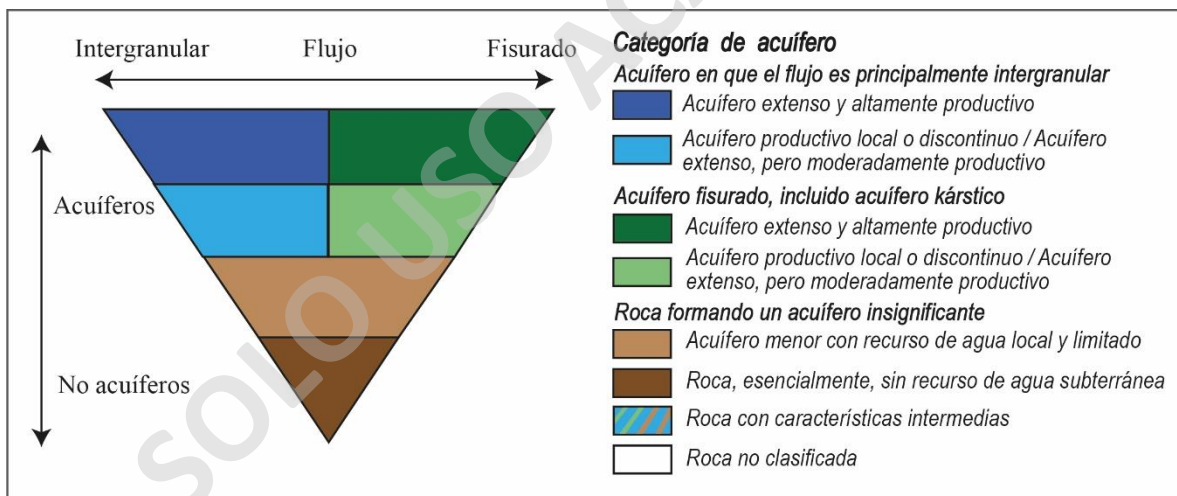 Intergranular Flujo Fisurado
Acuíferos
No acuíferos
Categoría de acuífero
Acuífero en que el flujo es principalmente intergranular
Acuífero extenso y altamente productivo
Acuífero productivo local o discontinuo / Acuífero
extenso, pero moderadamente productivo
Acuífero fisurado, incluido acuífero kárstico
Acuífero extenso y altamente productivo
Acuífero productivo local o discontinuo / Acuífero
extenso, pero moderadamente productivo
Roca formando un acuífero insignificante
Acuífero menor con recurso de agua local y limitado
Roca, esencialmente, sin recurso de agua subterránea
Roca con características intermedias
Roca no clasificada
SOLO USO AC